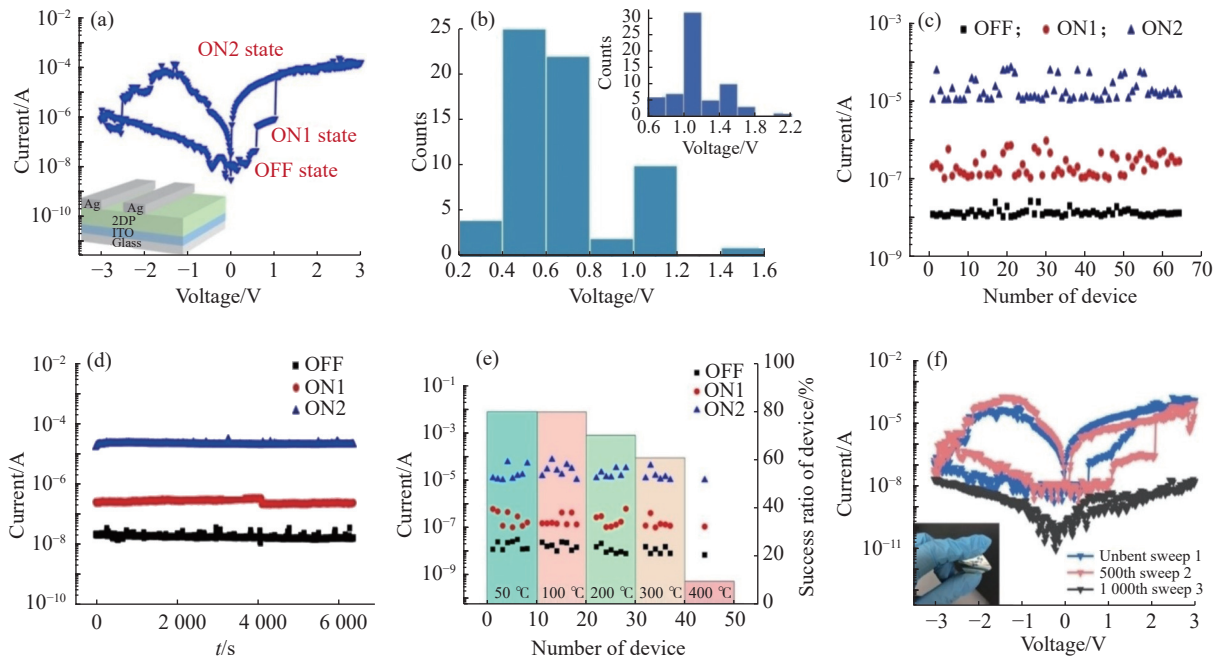 (a)
ON2 state
ON1 state
OFF state
Ag
Ag
2DP
ITO
Glass
10⁻²
10⁻⁴
10⁻⁶
10⁻⁸
10⁻¹⁰
Current/A
−3 −2 −1 0 1 2 3
Voltage/V
(b)
25
20
15
10
5
0
Counts
0.2 0.4 0.6 0.8 1.0 1.2 1.4 1.6
Voltage/V
30
25
20
15
10
5
Counts
0.6 1.0 1.4 1.8 2.2
Voltage/V
(c)
OFF; ON1; ON2
10⁻³
10⁻⁵
10⁻⁷
10⁻⁹
Current/A
0 10 20 30 40 50 60 70
Number of device
(d)
OFF
ON1
ON2
10⁻²
10⁻⁴
10⁻⁶
10⁻⁸
10⁻¹⁰
Current/A
0 2 000 4 000 6 000
t/s
(e)
OFF
ON1
ON2
10⁻¹
10⁻³
10⁻⁵
10⁻⁷
10⁻⁹
Current/A
50 ℃ 100 ℃ 200 ℃ 300 ℃ 400 ℃
0 10 20 30 40 50
Number of device
100
80
60
40
20
0
Success ratio of device/%
(f)
10⁻²
10⁻⁵
10⁻⁸
10⁻¹¹
Current/A
Unbent sweep 1
500th sweep 2
1 000th sweep 3
−3 −2 −1 0 1 2 3
Voltage/V